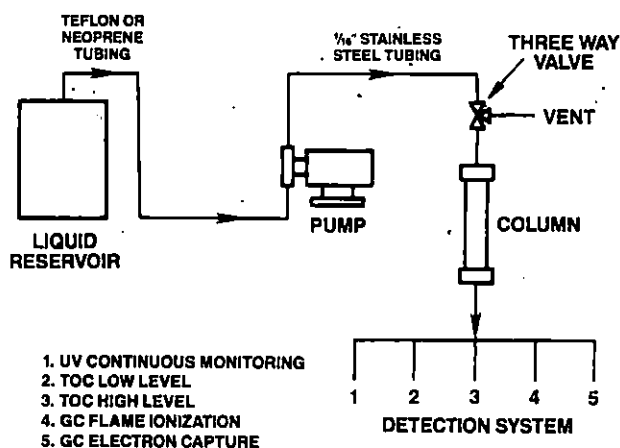 TEFLON OR
NEOPRENE
TUBING
1/16" STAINLESS
STEEL TUBING
THREE WAY
VALVE
VENT
PUMP
COLUMN
LIQUID
RESERVOIR
1. UV CONTINUOUS MONITORING
2. TOC LOW LEVEL
3. TOC HIGH LEVEL
4. GC FLAME IONIZATION
5. GC ELECTRON CAPTURE
1 2 3 4 5
DETECTION SYSTEM